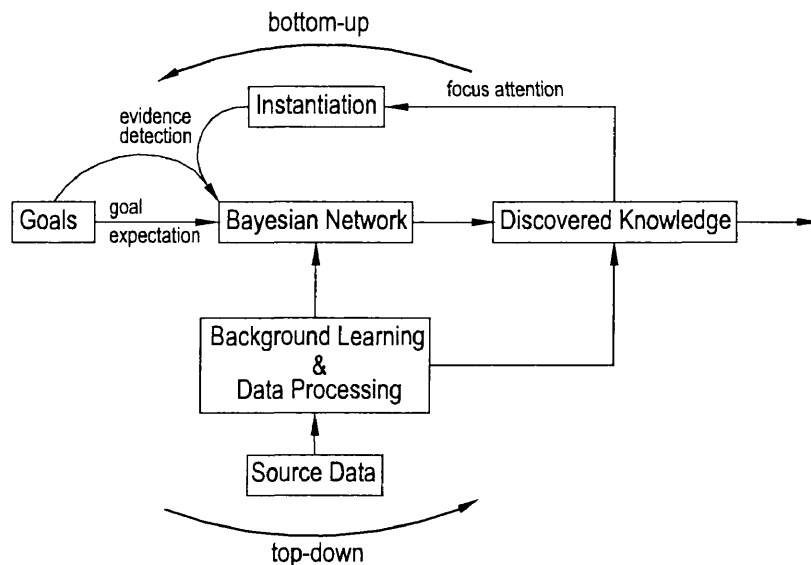 bottom-up
Instantiation
focus attention
evidence
detection
Goals
goal
expectation
Bayesian Network
Discovered Knowledge
Background Learning
&
Data Processing
Source Data
top-down